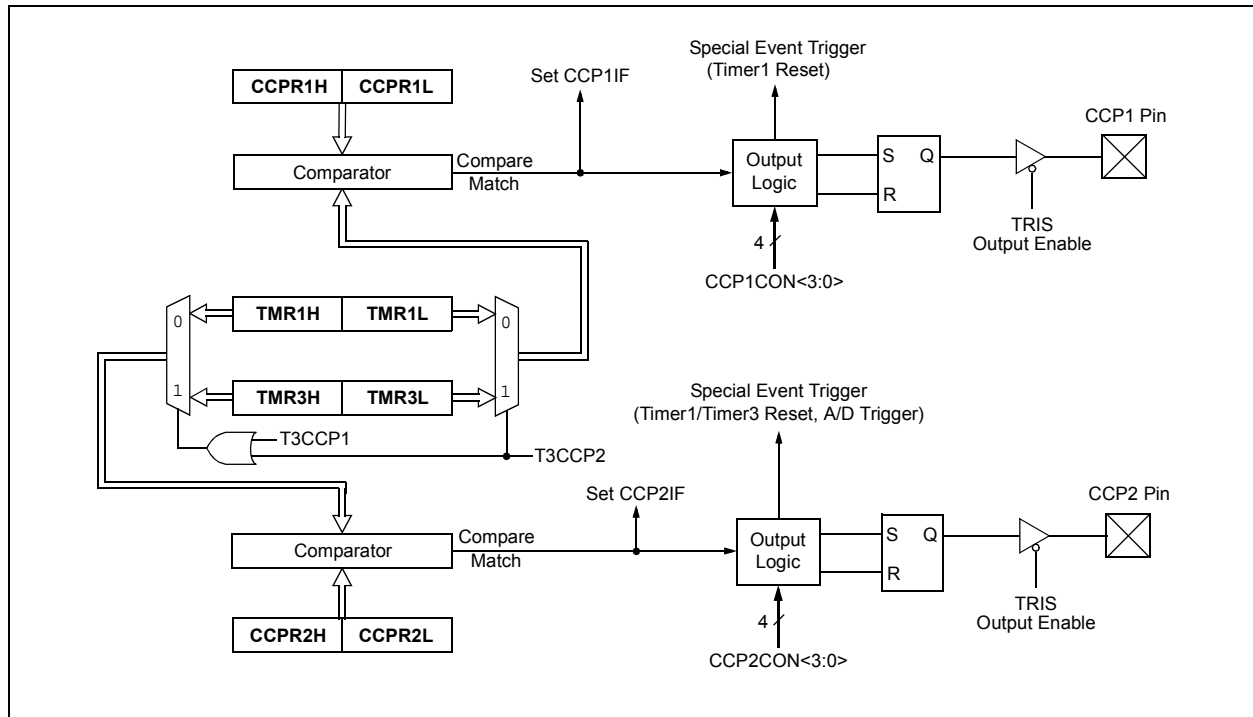 Special Event Trigger
(Timer1 Reset)
Set CCP1IF
CCPR1H CCPR1L
CCP1 Pin
Comparator
Compare
Match
Output
Logic
S Q
R
TRIS
Output Enable
4
CCP1CON<3:0>
0 TMR1H TMR1L 0
1 TMR3H TMR3L 1
T3CCP1
T3CCP2
Special Event Trigger
(Timer1/Timer3 Reset, A/D Trigger)
Set CCP2IF
CCP2 Pin
Comparator
Compare
Match
Output
Logic
S Q
R
TRIS
Output Enable
4
CCPR2H CCPR2L
CCP2CON<3:0>